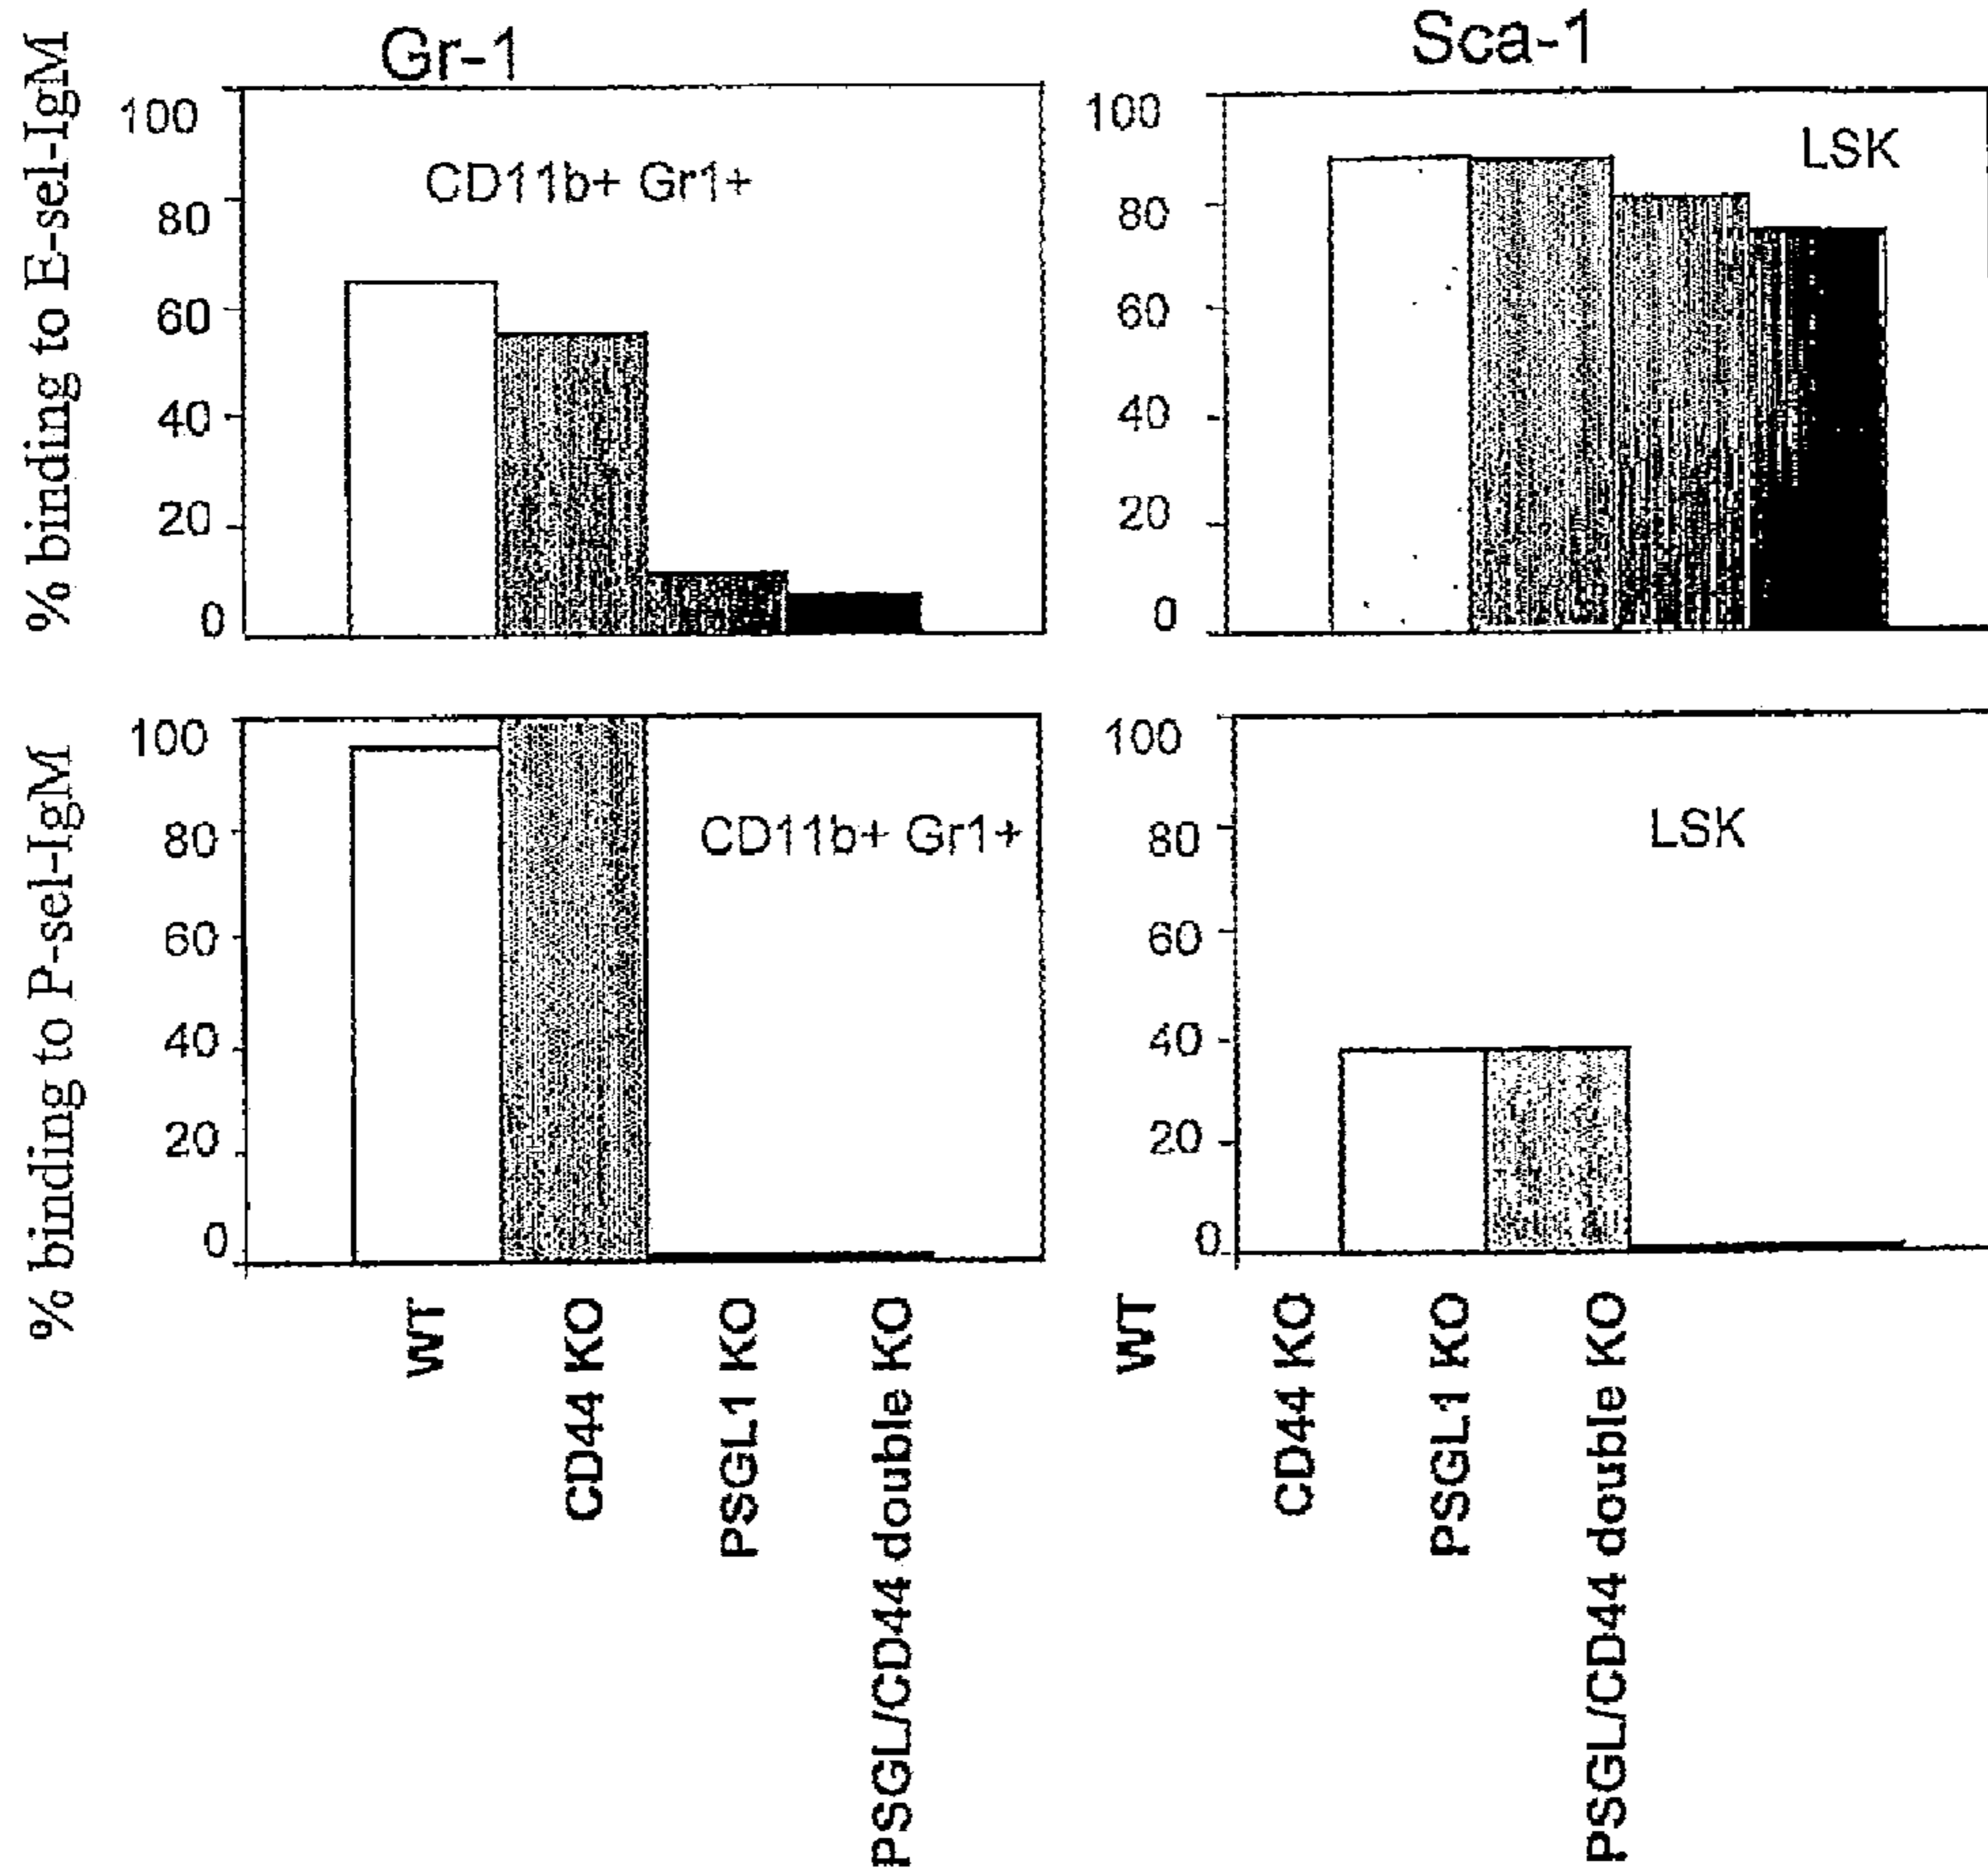 Gr-1
Sca-1
% binding to E-sel-IgM
100
80
60
40
20
0
CD11b+ Gr1+
100
80
60
40
20
0
LSK
% binding to P-sel-IgM
100
80
60
40
20
0
CD11b+ Gr1+
100
80
60
40
20
0
LSK
WT
CD44 KO
PSGL1 KO
PSGL/CD44 double KO
WT
CD44 KO
PSGL1 KO
PSGL/CD44 double KO